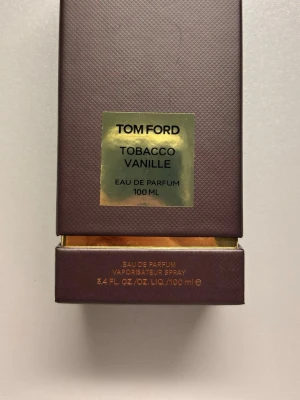 TOM FORD
TOBACCO
VANILLE
EAU DE PARFUM
100 ML
EAU DE PARFUM
VAPORISATEUR SPRAY
3.4 FL. OZ./OZ. LIQ./100 ml ℮